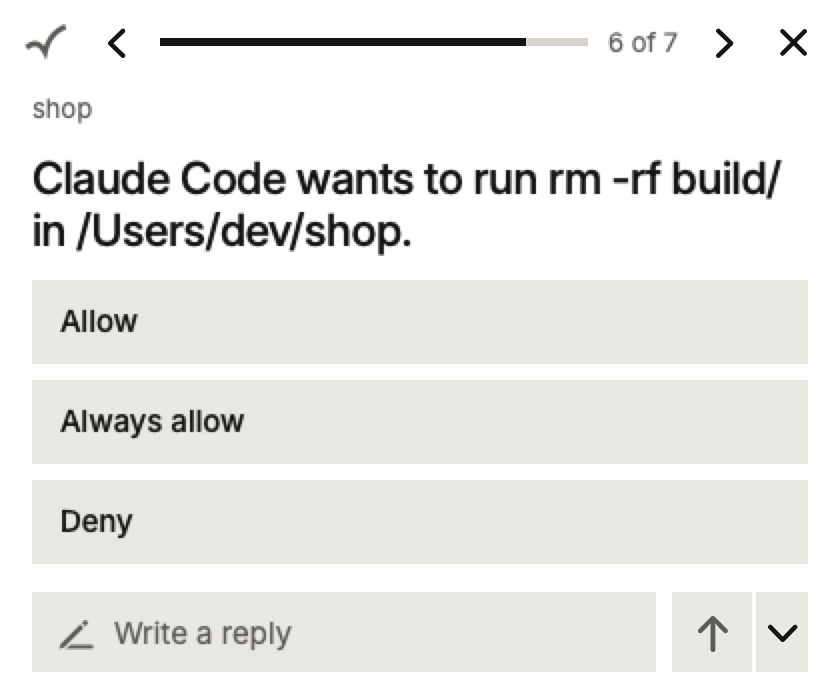 6 of 7
shop
Claude Code wants to run rm -rf build/
in /Users/dev/shop.
Allow
Always allow
Deny
Write a reply